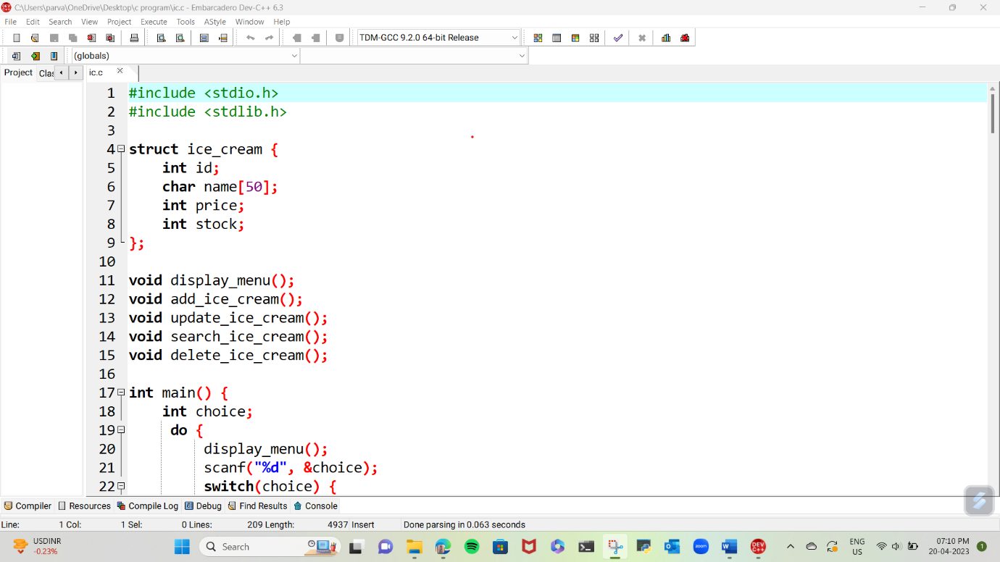 C:\Users\parva\OneDrive\Desktop\c program\ic.c - Embarcadero Dev-C++ 6.3
File Edit Search View Project Execute Tools AStyle Window Help
TDM-GCC 9.2.0 64-bit Release
(globals)
Project Clas ic.c
1 #include <stdio.h>
2 #include <stdlib.h>
3
4 struct ice_cream {
5 int id;
6 char name[50];
7 int price;
8 int stock;
9 };
10
11 void display_menu();
12 void add_ice_cream();
13 void update_ice_cream();
14 void search_ice_cream();
15 void delete_ice_cream();
16
17 int main() {
18 int choice;
19 do {
20 display_menu();
21 scanf("%d", &choice);
22 switch(choice) {
Compiler Resources Compile Log Debug Find Results Console
Line: 1 Col: 1 Sel: 0 Lines: 209 Length: 4937 Insert Done parsing in 0.063 seconds
USDINR
-0.23%
Search
zoom
DEV C++
ENG
US
07:10 PM
20-04-2023
1